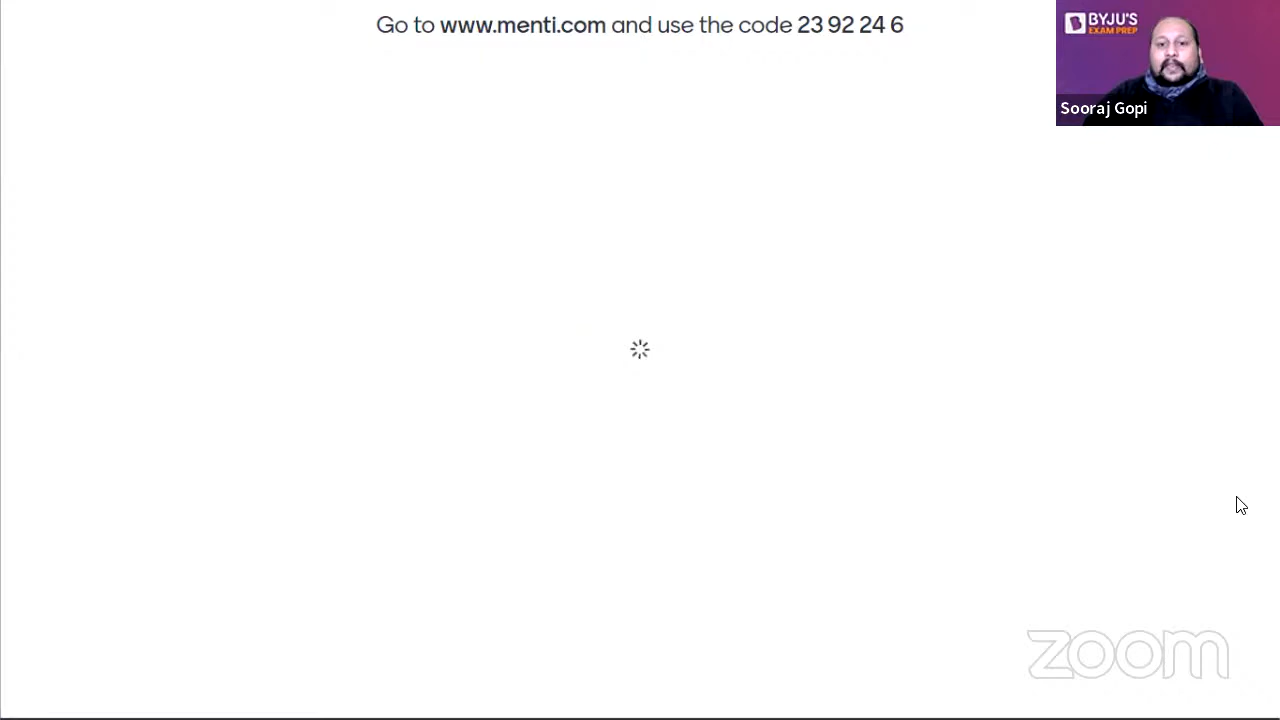 Go to www.menti.com and use the code 23 92 24 6
BYJU'S
EXAM PREP
Sooraj Gopi
zoom